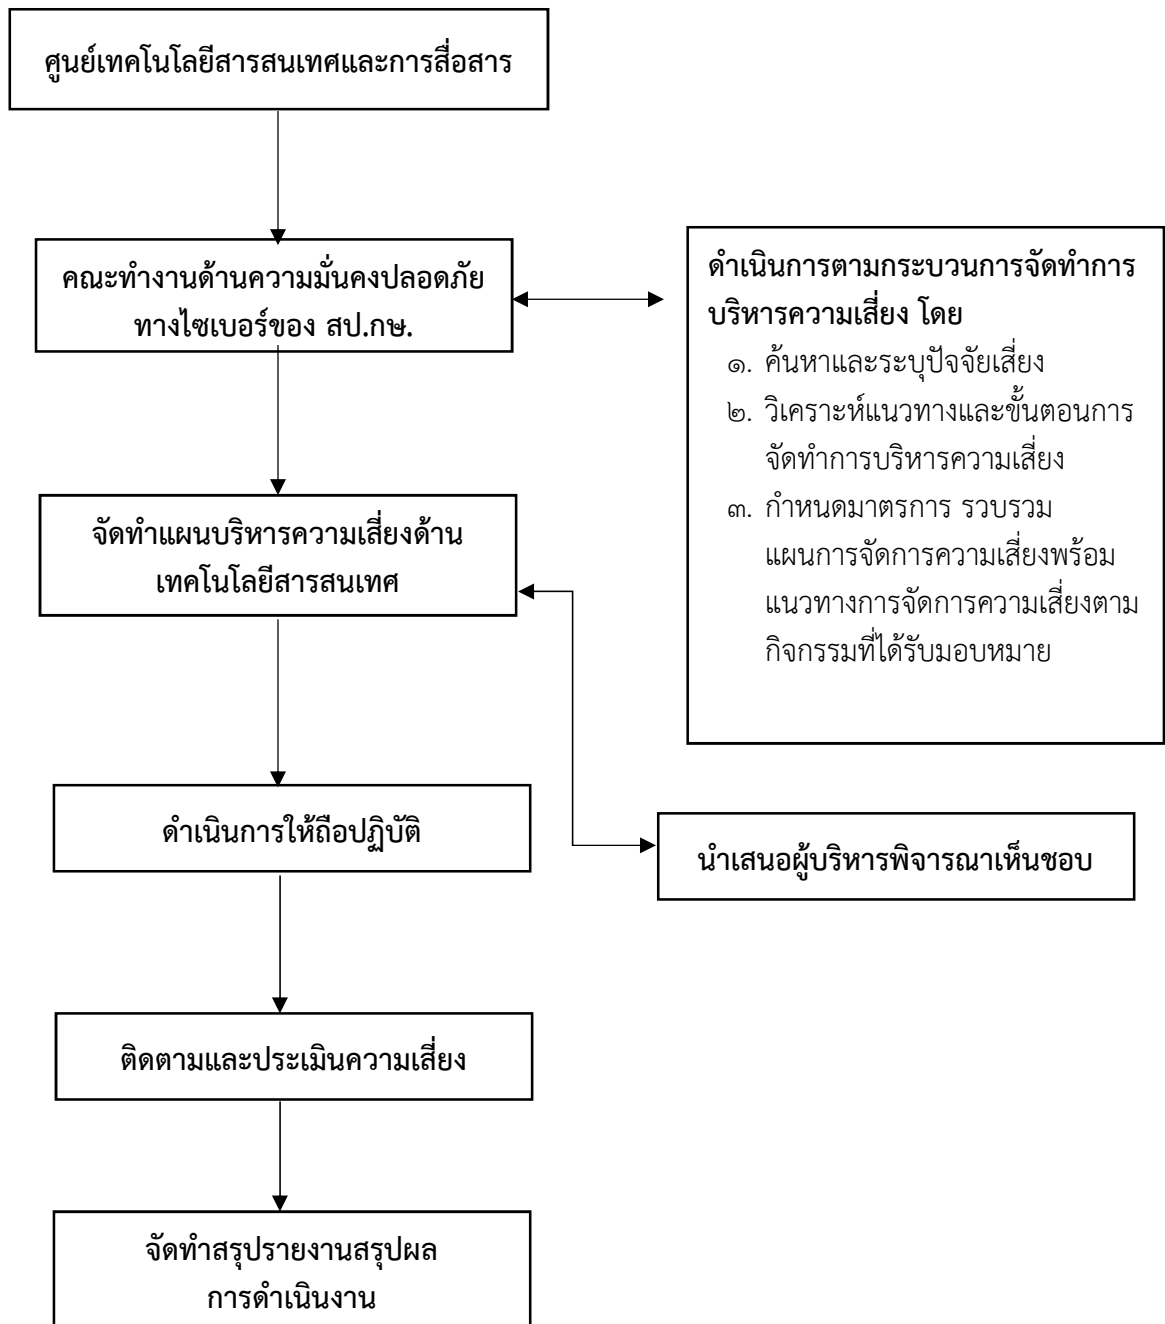 ศูนย์เทคโนโลยีสารสนเทศและการสื่อสาร
คณะทำงานด้านความมั่นคงปลอดภัย
ทางไซเบอร์ของ สป.กษ.
ดำเนินการตามกระบวนการจัดทำการ
บริหารความเสี่ยง โดย
๑. ค้นหาและระบุปัจจัยเสี่ยง
๒. วิเคราะห์แนวทางและขั้นตอนการ
จัดทำการบริหารความเสี่ยง
๓. กำหนดมาตรการ รวบรวม
แผนการจัดการความเสี่ยงพร้อม
แนวทางการจัดการความเสี่ยงตาม
กิจกรรมที่ได้รับมอบหมาย
จัดทำแผนบริหารความเสี่ยงด้าน
เทคโนโลยีสารสนเทศ
ดำเนินการให้ถือปฏิบัติ
นำเสนอผู้บริหารพิจารณาเห็นชอบ
ติดตามและประเมินความเสี่ยง
จัดทำสรุปรายงานสรุปผล
การดำเนินงาน